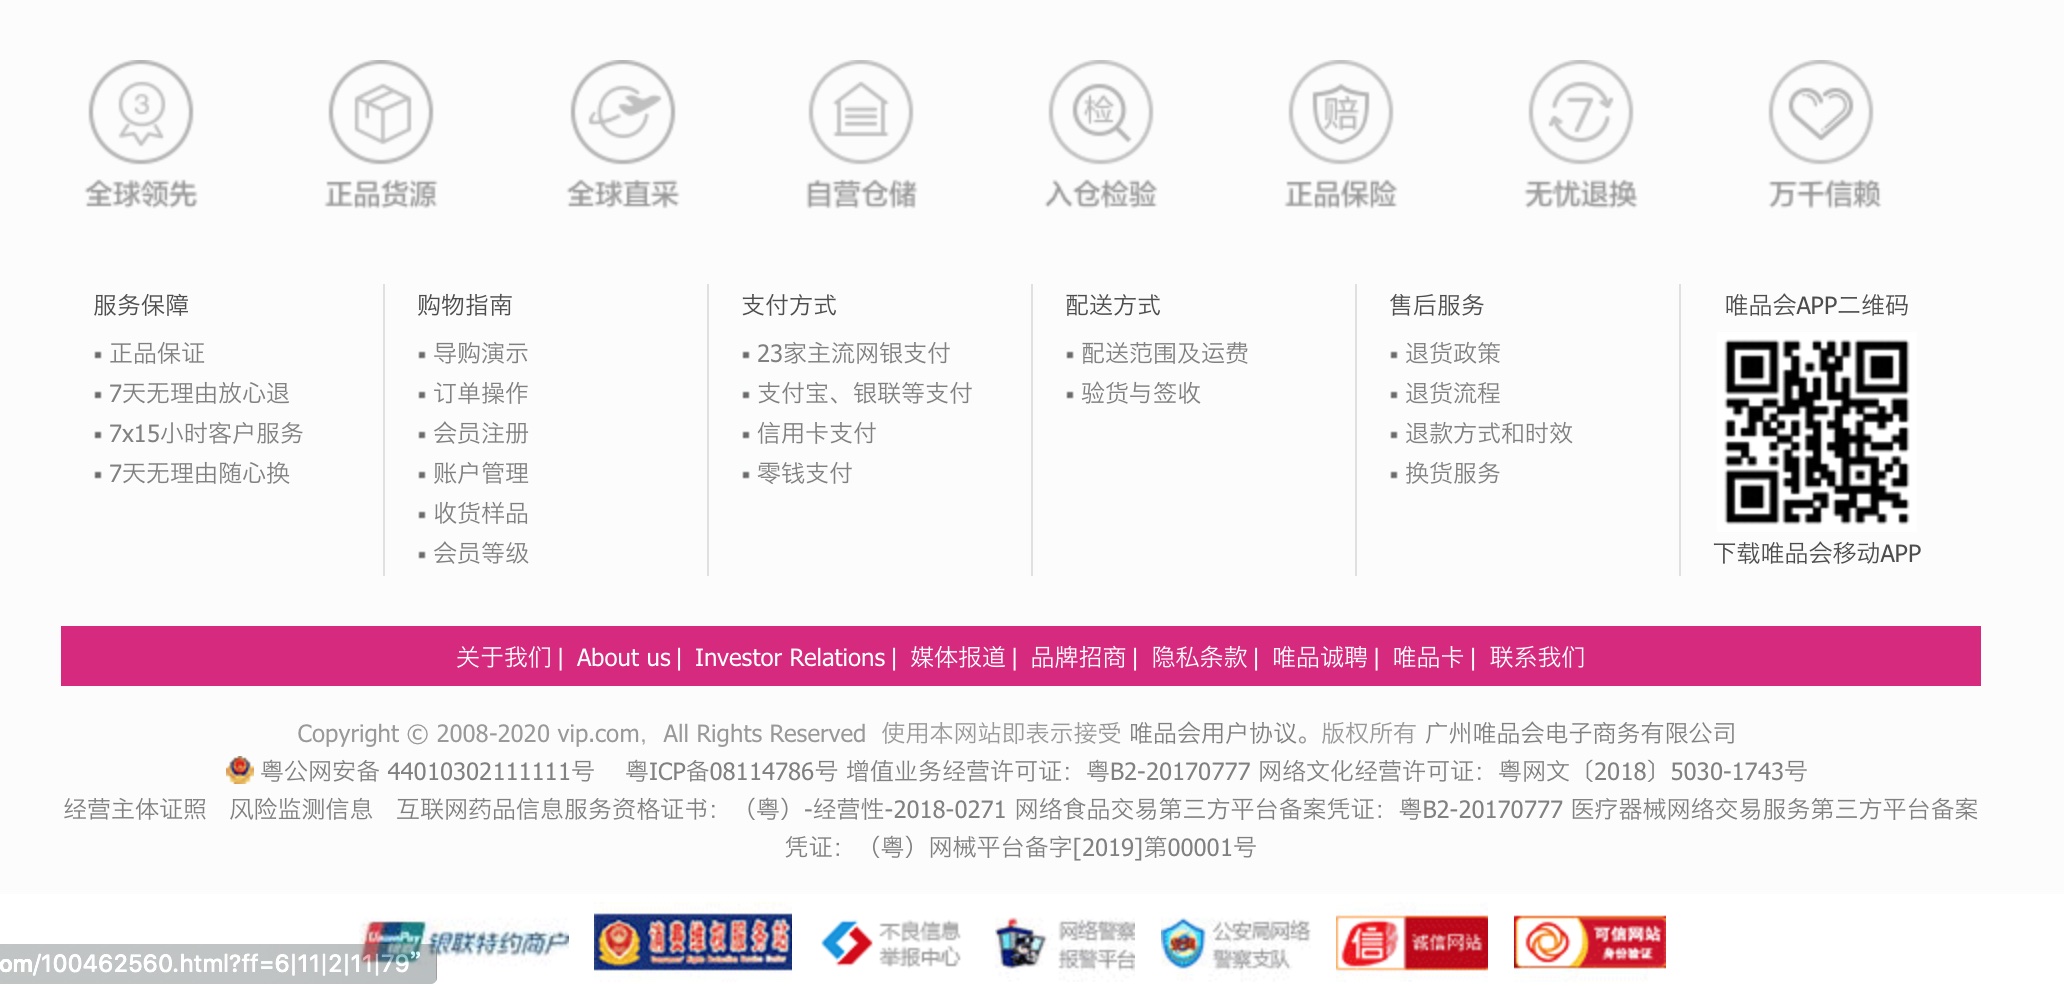 3
检
赔
7
全球领先 正品货源 全球直采 自营仓储 入仓检验 正品保险 无忧退换 万千信赖
服务保障
▪ 正品保证
▪ 7天无理由放心退
▪ 7x15小时客户服务
▪ 7天无理由随心换
购物指南
▪ 导购演示
▪ 订单操作
▪ 会员注册
▪ 账户管理
▪ 收货样品
▪ 会员等级
支付方式
▪ 23家主流网银支付
▪ 支付宝、银联等支付
▪ 信用卡支付
▪ 零钱支付
配送方式
▪ 配送范围及运费
▪ 验货与签收
售后服务
▪ 退货政策
▪ 退货流程
▪ 退款方式和时效
▪ 换货服务
唯品会APP二维码
下载唯品会移动APP
关于我们 | About us | Investor Relations | 媒体报道 | 品牌招商 | 隐私条款 | 唯品诚聘 | 唯品卡 | 联系我们
Copyright © 2008-2020 vip.com，All Rights Reserved 使用本网站即表示接受 唯品会用户协议。版权所有 广州唯品会电子商务有限公司
粤公网安备 44010302111111号 粤ICP备08114786号 增值业务经营许可证：粤B2-20170777 网络文化经营许可证：粤网文〔2018〕5030-1743号
经营主体证照 风险监测信息 互联网药品信息服务资格证书：（粤）-经营性-2018-0271 网络食品交易第三方平台备案凭证：粤B2-20170777 医疗器械网络交易服务第三方平台备案
凭证：（粤）网械平台备字[2019]第00001号
UnionPay 银联特约商户
消费维权服务站
不良信息
举报中心
网络警察
报警平台
公安局网络
警察支队
信 诚信网站
可信网站
身份验证
om/100462560.html?ff=6|11|2|11|79”